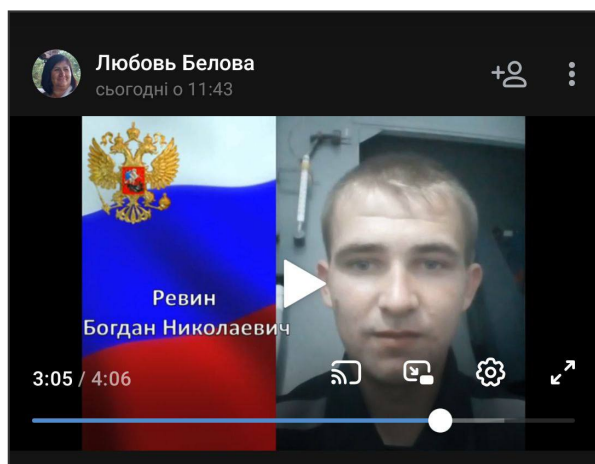 Любовь Белова
сьогодні о 11:43
Ревин
Богдан Николаевич
3:05 / 4:06